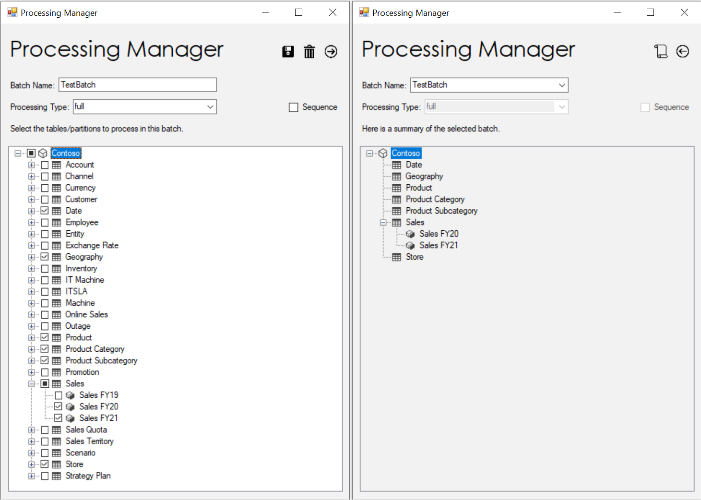 Processing Manager
Processing Manager
Batch Name: TestBatch
Processing Type: full
Sequence
Select the tables/partitions to process in this batch.
Contoso
Account
Channel
Currency
Customer
Date
Employee
Entity
Exchange Rate
Geography
Inventory
IT Machine
ITSLA
Machine
Online Sales
Outage
Product
Product Category
Product Subcategory
Promotion
Sales
Sales FY19
Sales FY20
Sales FY21
Sales Quota
Sales Territory
Scenario
Store
Strategy Plan
Processing Manager
Processing Manager
Batch Name: TestBatch
Processing Type: full
Sequence
Here is a summary of the selected batch.
Contoso
Date
Geography
Product
Product Category
Product Subcategory
Sales
Sales FY20
Sales FY21
Store